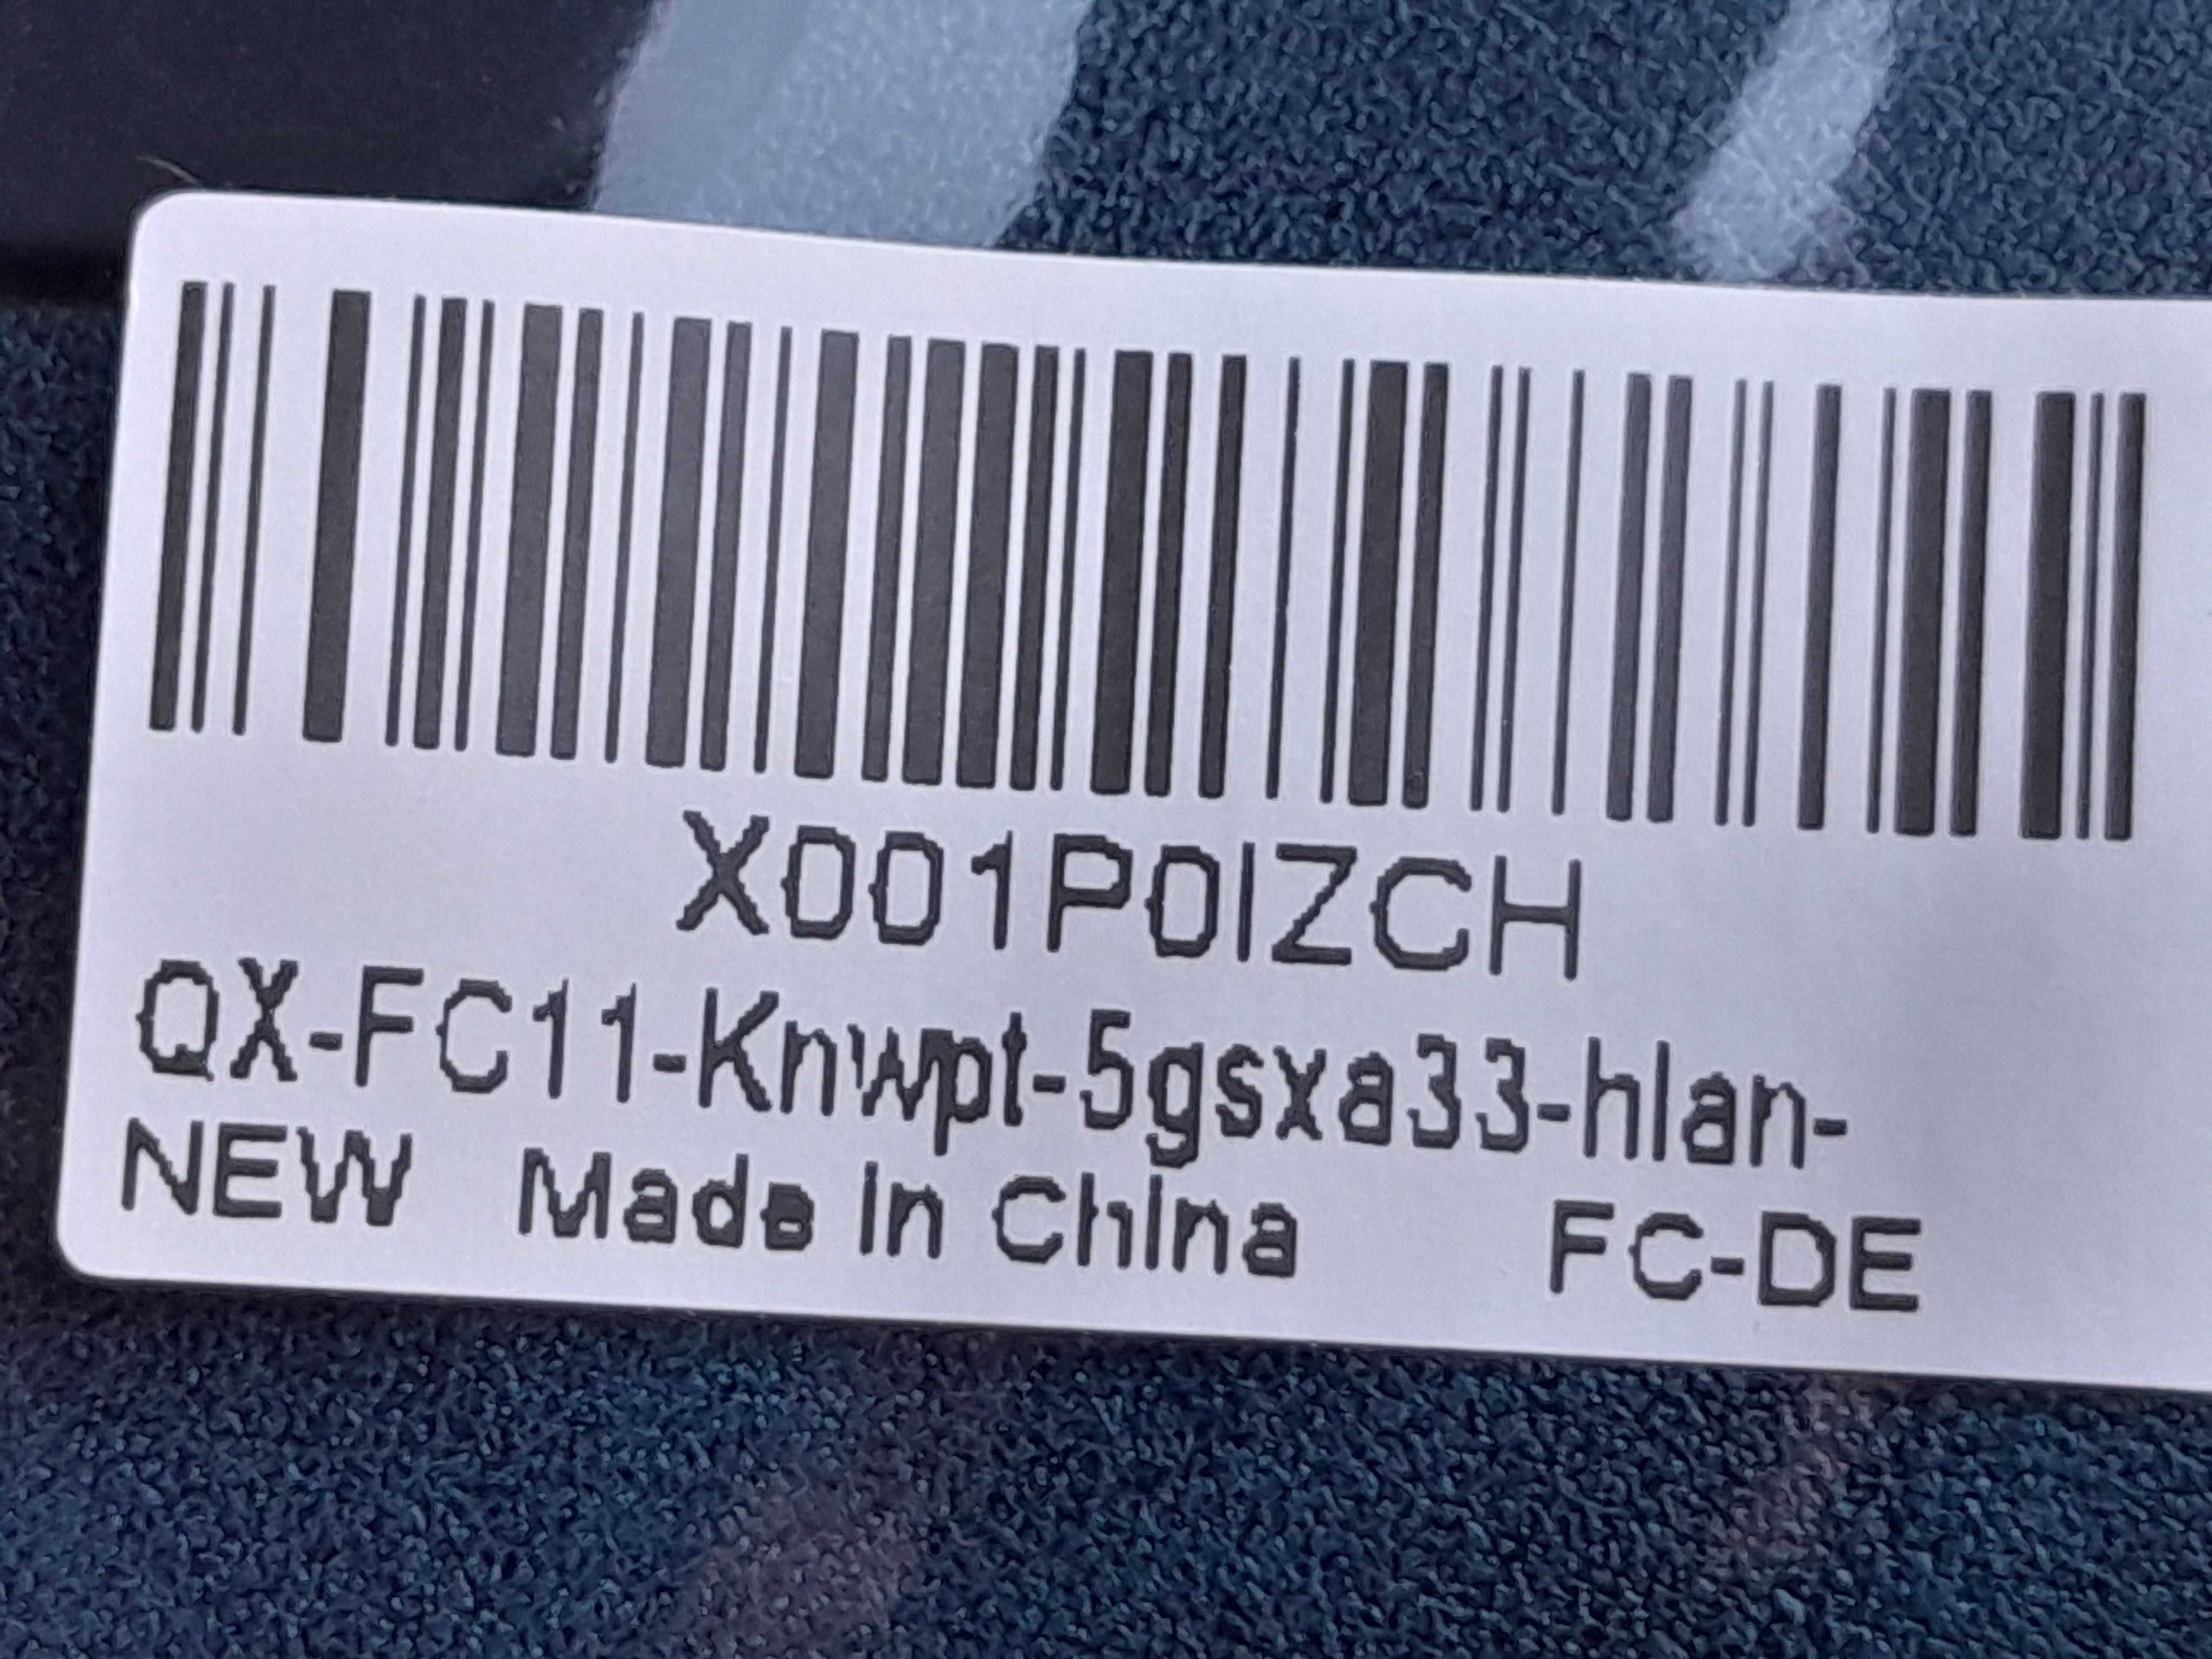 X001P0IZCH
QX-FC11-Knwpt-5gsxa33-hlan-
NEW Made in China FC-DE